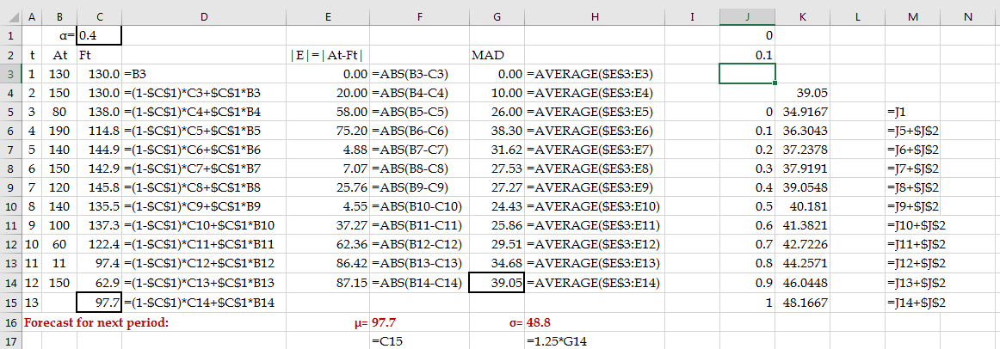 A B C D E F G H I J K L M N
1 α= 0.4 0
2 t At Ft |E|=|At-Ft| MAD 0.1
3 1 130 130.0 =B3 0.00 =ABS(B3-C3) 0.00 =AVERAGE($E$3:E3)
4 2 150 130.0 =(1-$C$1)*C3+$C$1*B3 20.00 =ABS(B4-C4) 10.00 =AVERAGE($E$3:E4) 39.05
5 3 80 138.0 =(1-$C$1)*C4+$C$1*B4 58.00 =ABS(B5-C5) 26.00 =AVERAGE($E$3:E5) 0 34.9167 =J1
6 4 190 114.8 =(1-$C$1)*C5+$C$1*B5 75.20 =ABS(B6-C6) 38.30 =AVERAGE($E$3:E6) 0.1 36.3043 =J5+$J$2
7 5 140 144.9 =(1-$C$1)*C6+$C$1*B6 4.88 =ABS(B7-C7) 31.62 =AVERAGE($E$3:E7) 0.2 37.2378 =J6+$J$2
8 6 150 142.9 =(1-$C$1)*C7+$C$1*B7 7.07 =ABS(B8-C8) 27.53 =AVERAGE($E$3:E8) 0.3 37.9191 =J7+$J$2
9 7 120 145.8 =(1-$C$1)*C8+$C$1*B8 25.76 =ABS(B9-C9) 27.27 =AVERAGE($E$3:E9) 0.4 39.0548 =J8+$J$2
10 8 140 135.5 =(1-$C$1)*C9+$C$1*B9 4.55 =ABS(B10-C10) 24.43 =AVERAGE($E$3:E10) 0.5 40.181 =J9+$J$2
11 9 100 137.3 =(1-$C$1)*C10+$C$1*B10 37.27 =ABS(B11-C11) 25.86 =AVERAGE($E$3:E11) 0.6 41.3821 =J10+$J$2
12 10 60 122.4 =(1-$C$1)*C11+$C$1*B11 62.36 =ABS(B12-C12) 29.51 =AVERAGE($E$3:E12) 0.7 42.7226 =J11+$J$2
13 11 11 97.4 =(1-$C$1)*C12+$C$1*B12 86.42 =ABS(B13-C13) 34.68 =AVERAGE($E$3:E13) 0.8 44.2571 =J12+$J$2
14 12 150 62.9 =(1-$C$1)*C13+$C$1*B13 87.15 =ABS(B14-C14) 39.05 =AVERAGE($E$3:E14) 0.9 46.0448 =J13+$J$2
15 13 97.7 =(1-$C$1)*C14+$C$1*B14 1 48.1667 =J14+$J$2
16 Forecast for next period: μ= 97.7 σ= 48.8
17 =C15 =1.25*G14